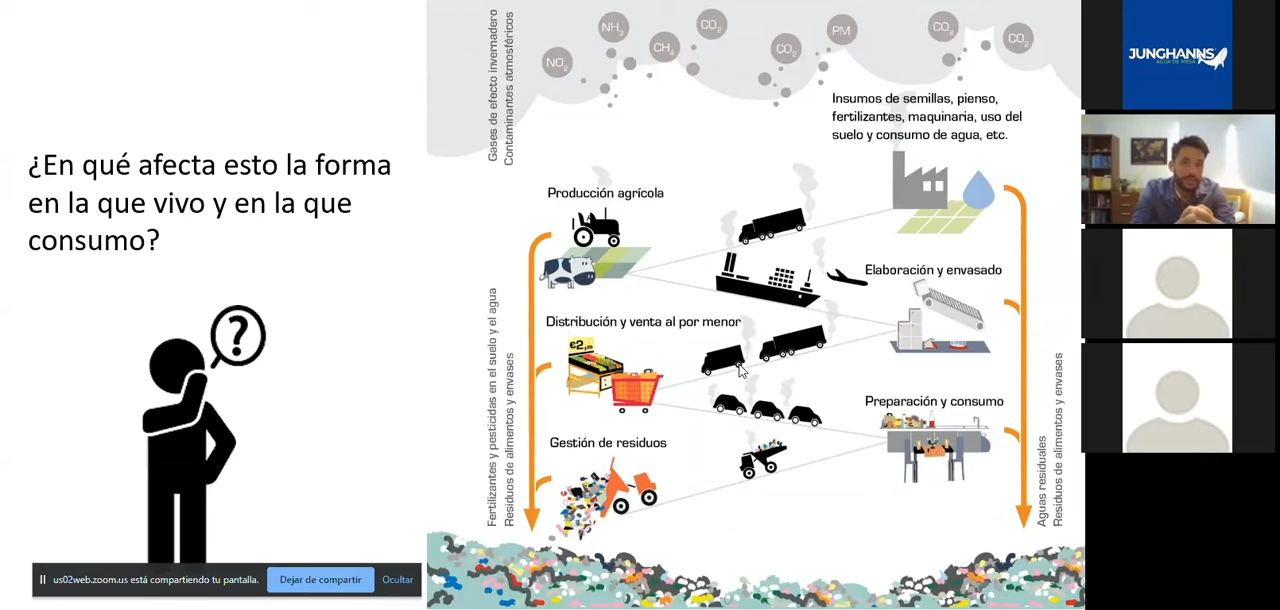 ¿En qué afecta esto la forma
en la que vivo y en la que
consumo?
?
us02web.zoom.us está compartiendo tu pantalla.
Dejar de compartir
Ocultar
Gases de efecto invernadero
Contaminantes atmosféricos
NO₂
NH₃
CH₄
CO₂
CO₂
PM
CO₂
CO₂
Insumos de semillas, pienso,
fertilizantes, maquinaria, uso del
suelo y consumo de agua, etc.
Producción agrícola
Elaboración y envasado
Distribución y venta al por menor
Preparación y consumo
Gestión de residuos
Fertilizantes y pesticidas en el suelo y el agua
Residuos de alimentos y envases
Aguas residuales
Residuos de alimentos y envases
JUNGHANNS
AGUA DE MESA